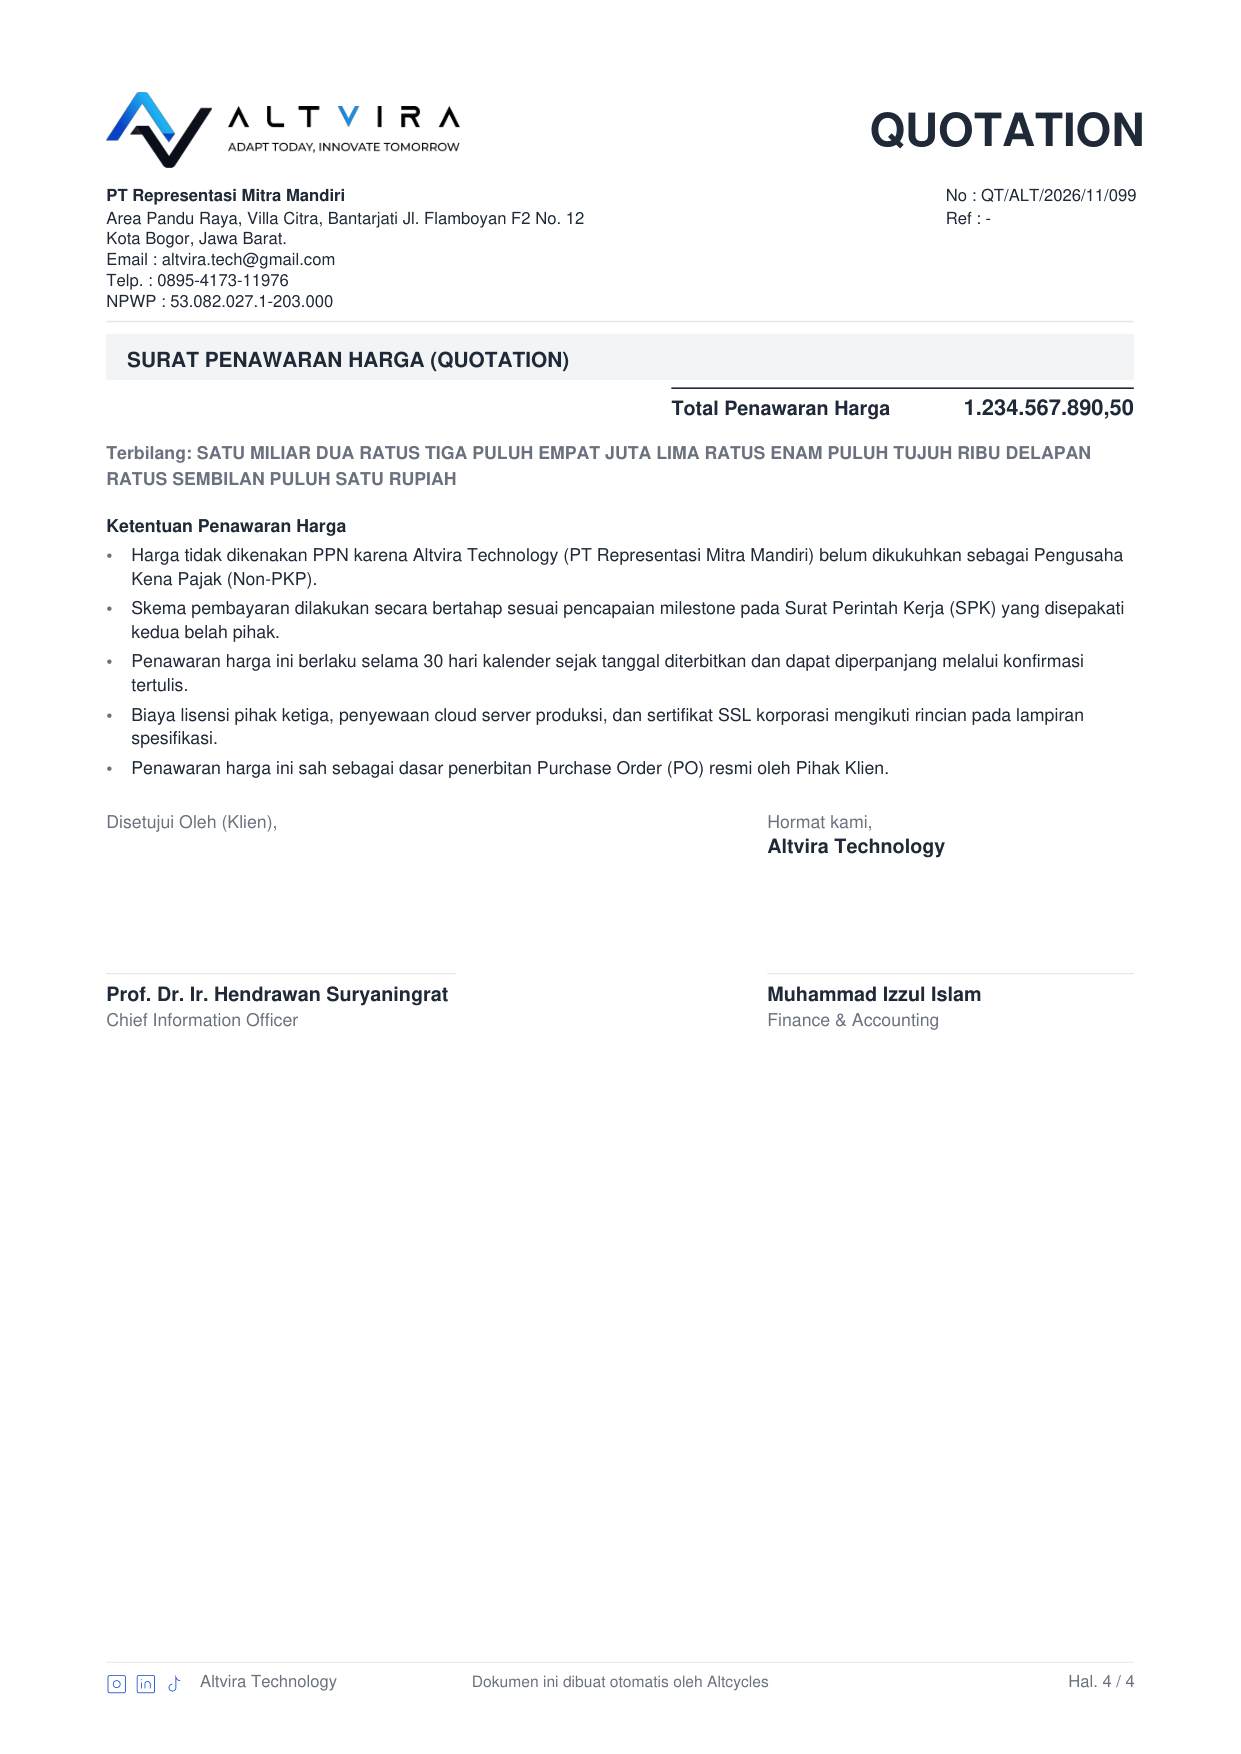 ALTVIRA
ADAPT TODAY, INNOVATE TOMORROW
QUOTATION
PT Representasi Mitra Mandiri
Area Pandu Raya, Villa Citra, Bantarjati Jl. Flamboyan F2 No. 12
Kota Bogor, Jawa Barat.
Email : altvira.tech@gmail.com
Telp. : 0895-4173-11976
NPWP : 53.082.027.1-203.000
No : QT/ALT/2026/11/099
Ref : -
SURAT PENAWARAN HARGA (QUOTATION)
Total Penawaran Harga 1.234.567.890,50
Terbilang: SATU MILIAR DUA RATUS TIGA PULUH EMPAT JUTA LIMA RATUS ENAM PULUH TUJUH RIBU DELAPAN
RATUS SEMBILAN PULUH SATU RUPIAH
Ketentuan Penawaran Harga
• Harga tidak dikenakan PPN karena Altvira Technology (PT Representasi Mitra Mandiri) belum dikukuhkan sebagai Pengusaha
Kena Pajak (Non-PKP).
• Skema pembayaran dilakukan secara bertahap sesuai pencapaian milestone pada Surat Perintah Kerja (SPK) yang disepakati
kedua belah pihak.
• Penawaran harga ini berlaku selama 30 hari kalender sejak tanggal diterbitkan dan dapat diperpanjang melalui konfirmasi
tertulis.
• Biaya lisensi pihak ketiga, penyewaan cloud server produksi, dan sertifikat SSL korporasi mengikuti rincian pada lampiran
spesifikasi.
• Penawaran harga ini sah sebagai dasar penerbitan Purchase Order (PO) resmi oleh Pihak Klien.
Disetujui Oleh (Klien),
Hormat kami,
Altvira Technology
Prof. Dr. Ir. Hendrawan Suryaningrat
Chief Information Officer
Muhammad Izzul Islam
Finance & Accounting
Altvira Technology
Dokumen ini dibuat otomatis oleh Altcycles
Hal. 4 / 4